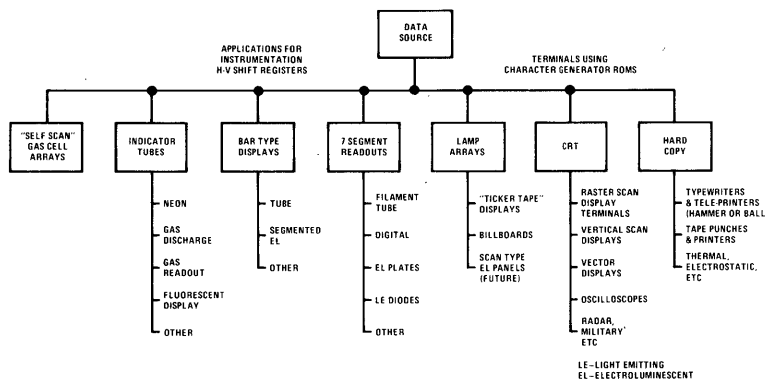 DATA
SOURCE
APPLICATIONS FOR
INSTRUMENTATION
H-V SHIFT REGISTERS
TERMINALS USING
CHARACTER GENERATOR ROMS
"SELF SCAN"
GAS CELL
ARRAYS
INDICATOR
TUBES
BAR TYPE
DISPLAYS
7 SEGMENT
READOUTS
LAMP
ARRAYS
CRT
HARD
COPY
NEON
GAS
DISCHARGE
GAS
READOUT
FLUORESCENT
DISPLAY
OTHER
TUBE
SEGMENTED
EL
OTHER
FILAMENT
TUBE
DIGITAL
EL PLATES
LE DIODES
OTHER
"TICKER TAPE"
DISPLAYS
BILLBOARDS
SCAN TYPE
EL PANELS
(FUTURE)
RASTER SCAN
DISPLAY
TERMINALS
VERTICAL SCAN
DISPLAYS
VECTOR
DISPLAYS
OSCILLOSCOPES
RADAR,
MILITARY'
ETC
TYPEWRITERS
& TELE-PRINTERS
(HAMMER OR BALL
TAPE PUNCHES
& PRINTERS
THERMAL,
ELECTROSTATIC,
ETC
LE–LIGHT EMITTING
EL–ELECTROLUMINESCENT